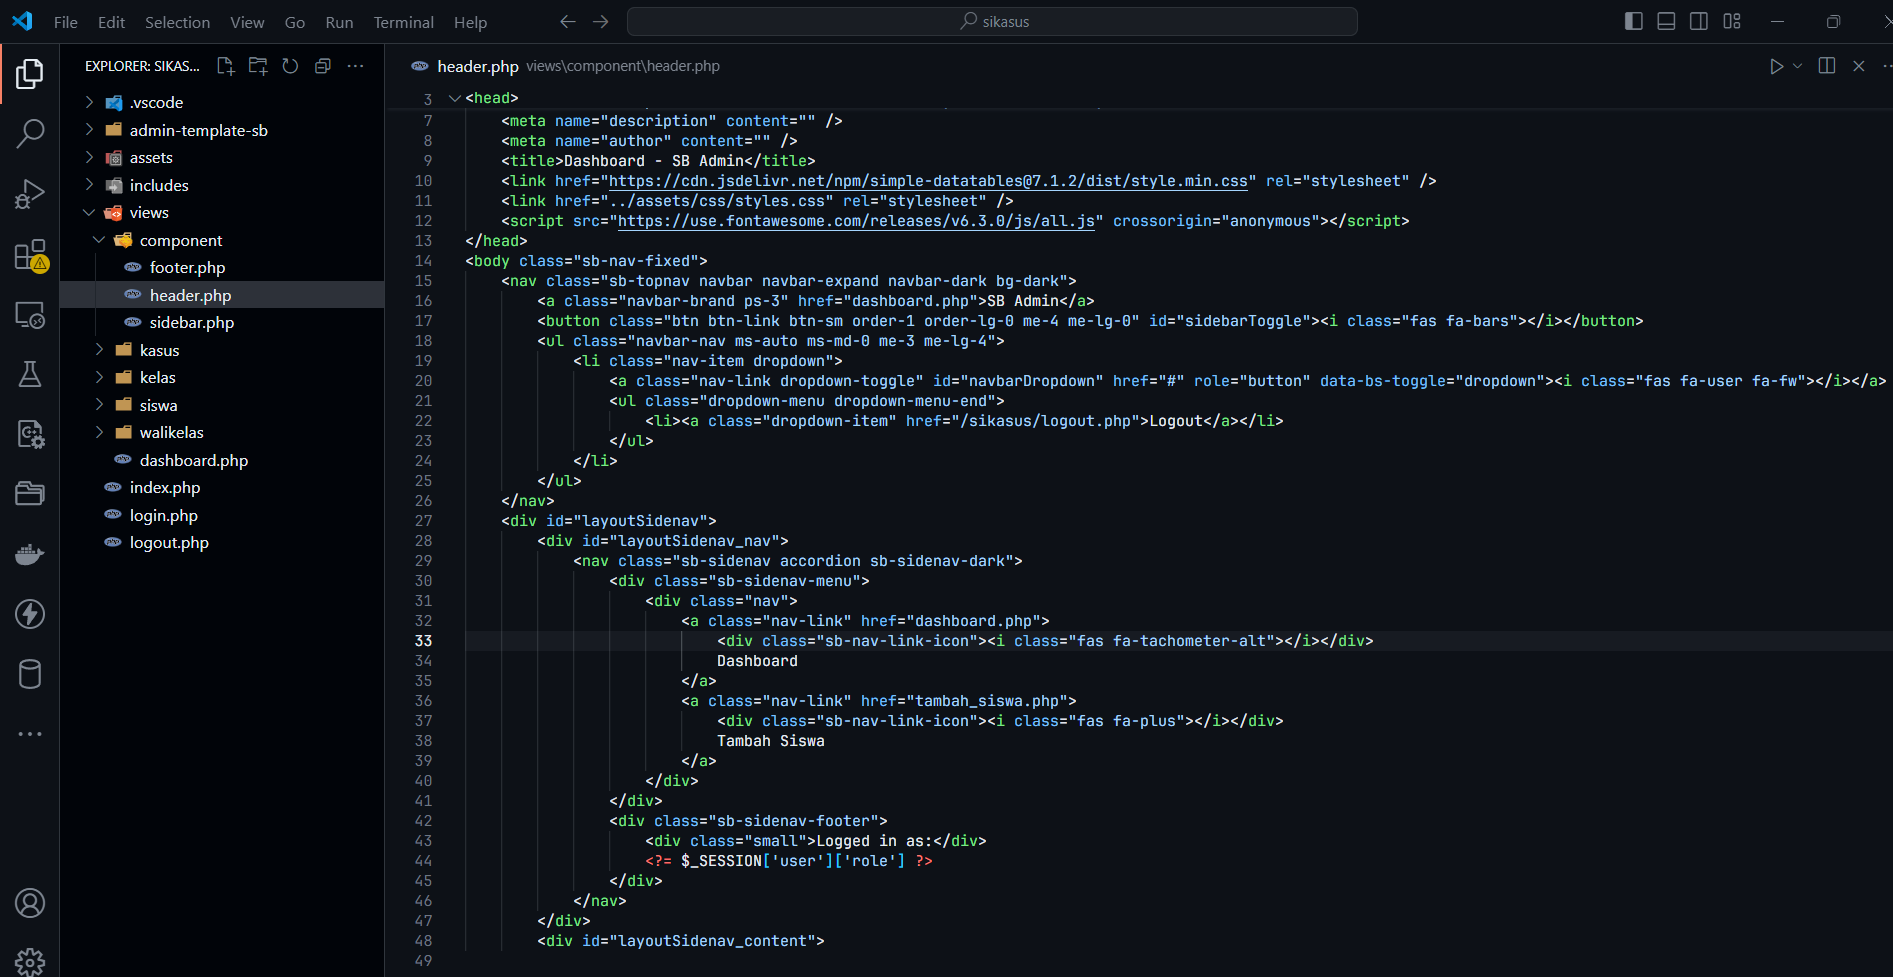 File Edit Selection View Go Run Terminal Help
sikasus
EXPLORER: SIKAS...
.vscode
admin-template-sb
assets
includes
views
component
footer.php
header.php
sidebar.php
kasus
kelas
siswa
walikelas
dashboard.php
index.php
login.php
logout.php
header.php views\component\header.php
3 <head>
7 <meta name="description" content="" />
8 <meta name="author" content="" />
9 <title>Dashboard - SB Admin</title>
10 <link href="https://cdn.jsdelivr.net/npm/simple-datatables@7.1.2/dist/style.min.css" rel="stylesheet" />
11 <link href="../assets/css/styles.css" rel="stylesheet" />
12 <script src="https://use.fontawesome.com/releases/v6.3.0/js/all.js" crossorigin="anonymous"></script>
13 </head>
14 <body class="sb-nav-fixed">
15 <nav class="sb-topnav navbar navbar-expand navbar-dark bg-dark">
16 <a class="navbar-brand ps-3" href="dashboard.php">SB Admin</a>
17 <button class="btn btn-link btn-sm order-1 order-lg-0 me-4 me-lg-0" id="sidebarToggle"><i class="fas fa-bars"></i></button>
18 <ul class="navbar-nav ms-auto ms-md-0 me-3 me-lg-4">
19 <li class="nav-item dropdown">
20 <a class="nav-link dropdown-toggle" id="navbarDropdown" href="#" role="button" data-bs-toggle="dropdown"><i class="fas fa-user fa-fw"></i></a>
21 <ul class="dropdown-menu dropdown-menu-end">
22 <li><a class="dropdown-item" href="/sikasus/logout.php">Logout</a></li>
23 </ul>
24 </li>
25 </ul>
26 </nav>
27 <div id="layoutSidenav">
28 <div id="layoutSidenav_nav">
29 <nav class="sb-sidenav accordion sb-sidenav-dark">
30 <div class="sb-sidenav-menu">
31 <div class="nav">
32 <a class="nav-link" href="dashboard.php">
33 <div class="sb-nav-link-icon"><i class="fas fa-tachometer-alt"></i></div>
34 Dashboard
35 </a>
36 <a class="nav-link" href="tambah_siswa.php">
37 <div class="sb-nav-link-icon"><i class="fas fa-plus"></i></div>
38 Tambah Siswa
39 </a>
40 </div>
41 </div>
42 <div class="sb-sidenav-footer">
43 <div class="small">Logged in as:</div>
44 <?= $_SESSION['user']['role'] ?>
45 </div>
46 </nav>
47 </div>
48 <div id="layoutSidenav_content">
49